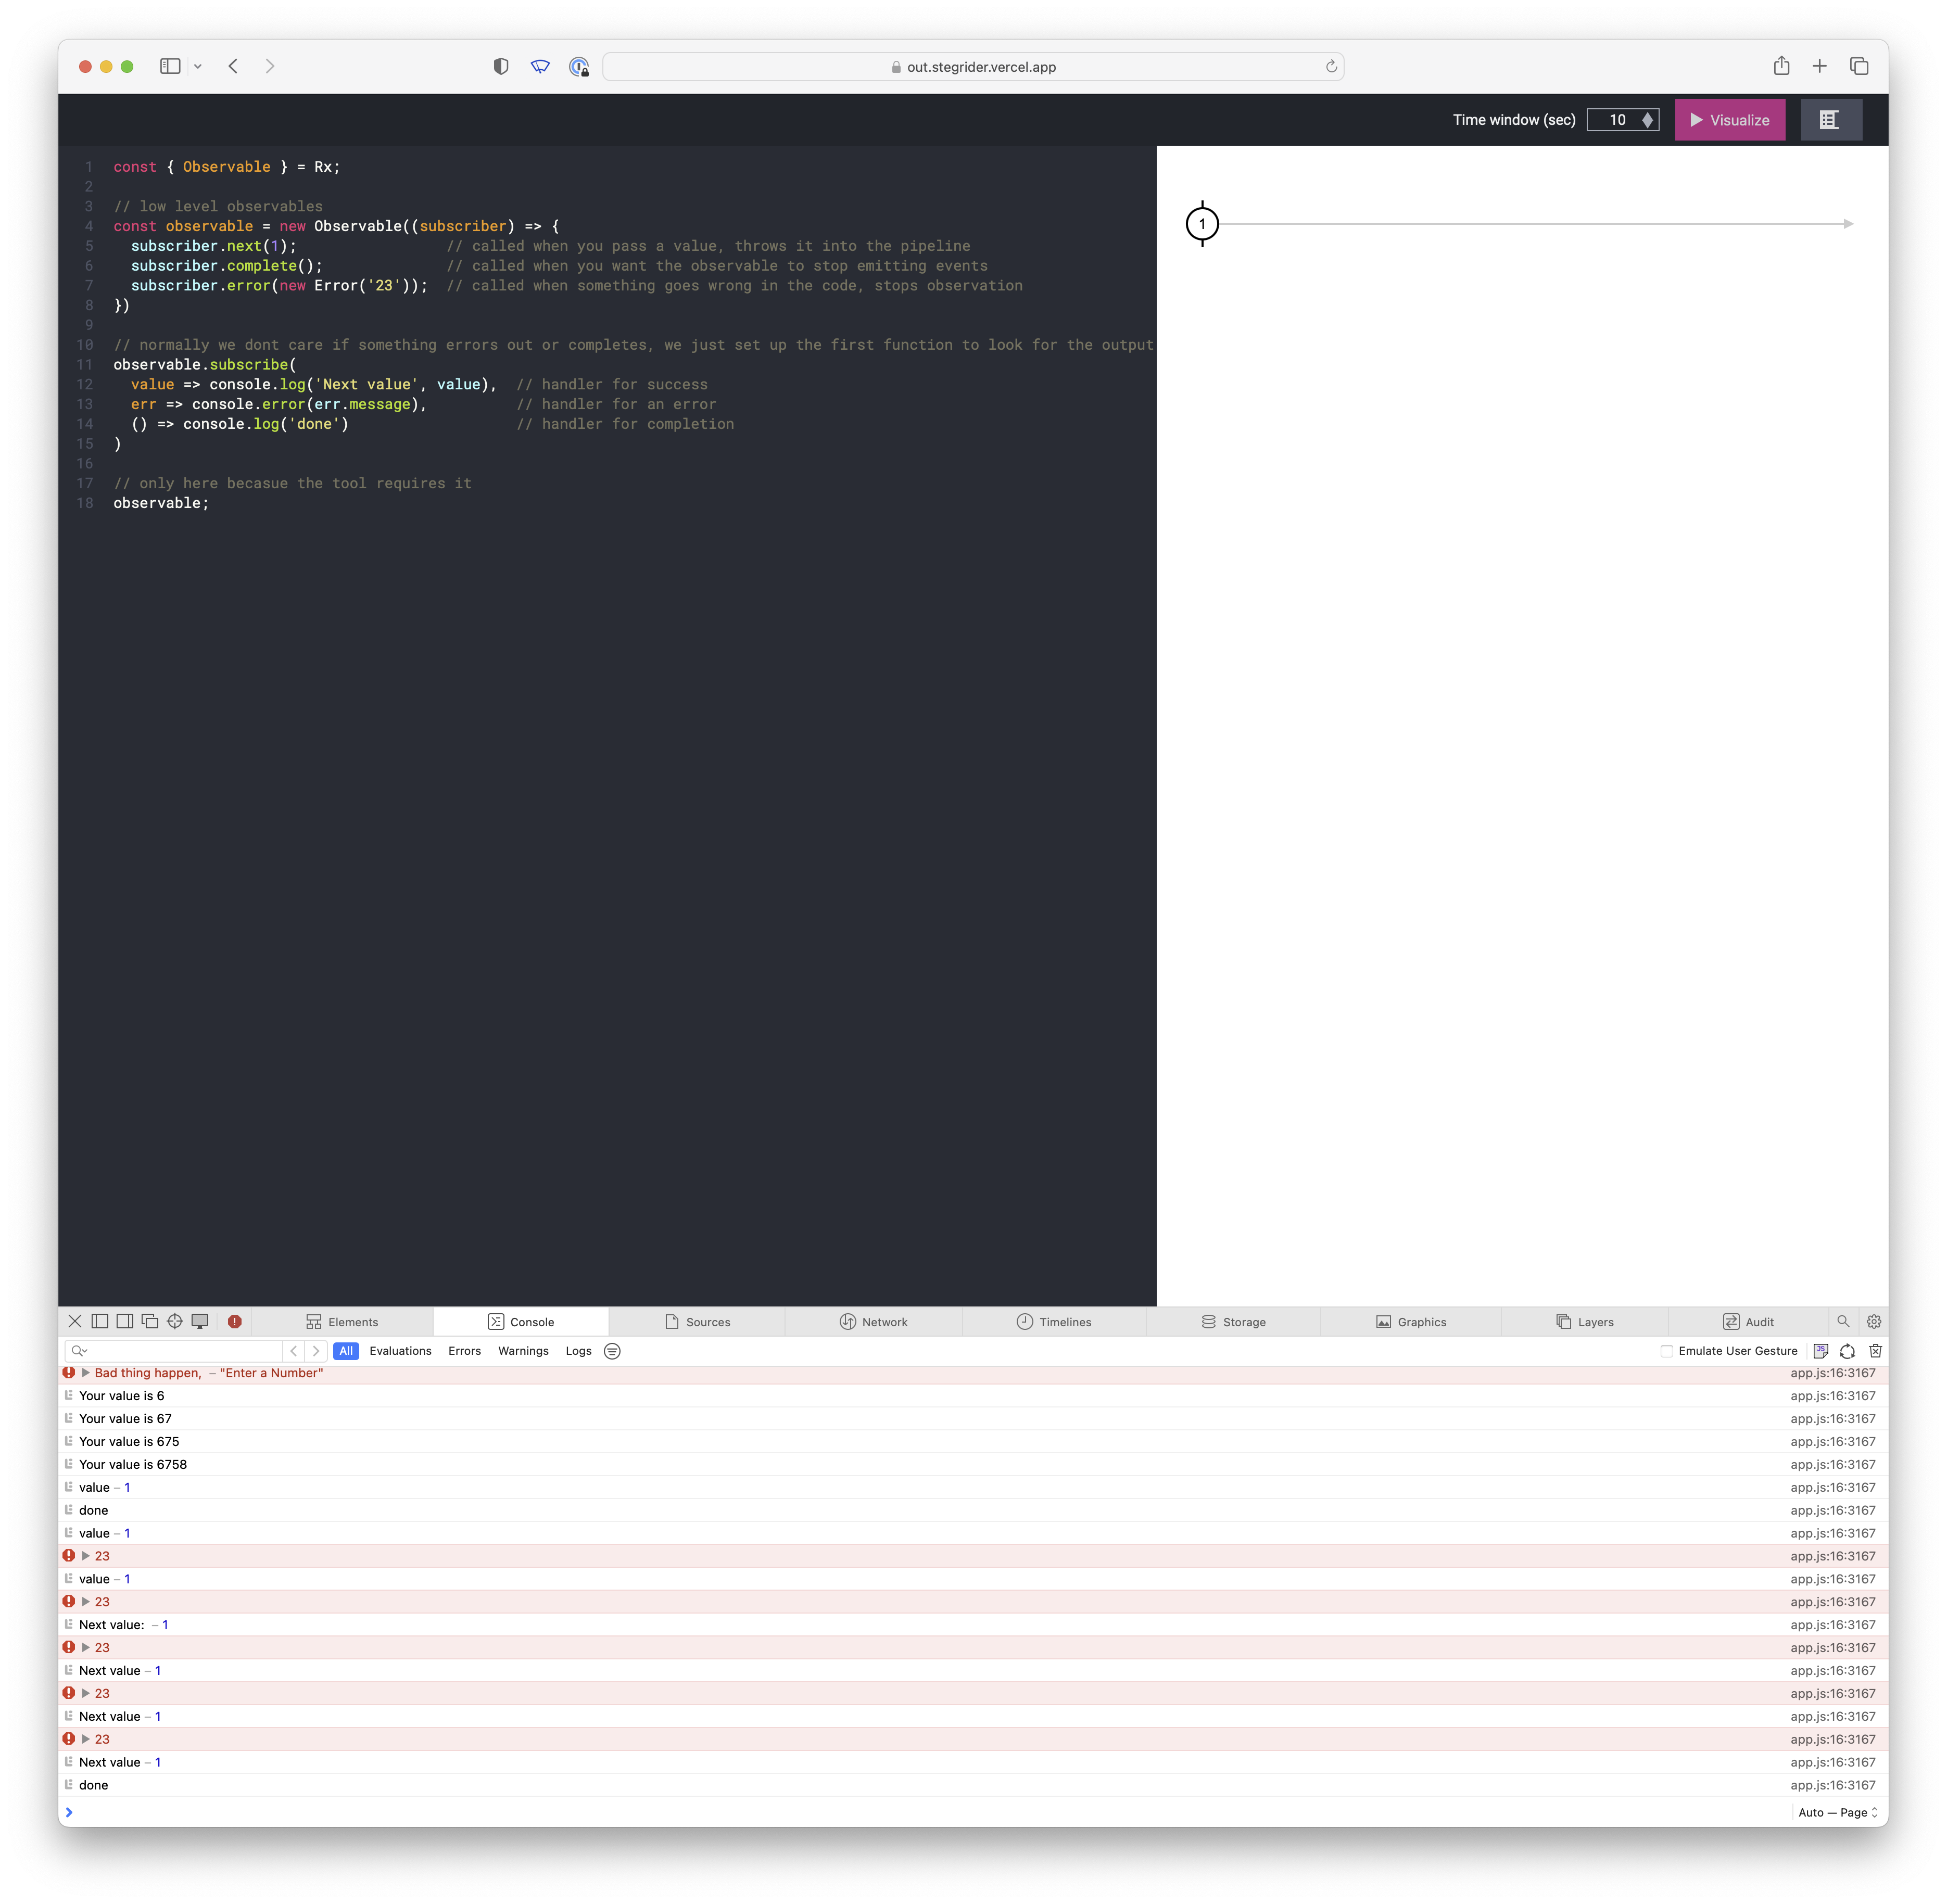 out.stegrider.vercel.app
Time window (sec) 10 Visualize
1 const { Observable } = Rx;
2
3 // low level observables
4 const observable = new Observable((subscriber) => {
5 subscriber.next(1); // called when you pass a value, throws it into the pipeline
6 subscriber.complete(); // called when you want the observable to stop emitting events
7 subscriber.error(new Error('23')); // called when something goes wrong in the code, stops observation
8 })
9
10 // normally we dont care if something errors out or completes, we just set up the first function to look for the output
11 observable.subscribe(
12 value => console.log('Next value', value), // handler for success
13 err => console.error(err.message), // handler for an error
14 () => console.log('done') // handler for completion
15 )
16
17 // only here becasue the tool requires it
18 observable;
1
Elements Console Sources Network Timelines Storage Graphics Layers Audit
All Evaluations Errors Warnings Logs Emulate User Gesture
Bad thing happen, – "Enter a Number" app.js:16:3167
Your value is 6 app.js:16:3167
Your value is 67 app.js:16:3167
Your value is 675 app.js:16:3167
Your value is 6758 app.js:16:3167
value – 1 app.js:16:3167
done app.js:16:3167
value – 1 app.js:16:3167
23 app.js:16:3167
value – 1 app.js:16:3167
23 app.js:16:3167
Next value: – 1 app.js:16:3167
23 app.js:16:3167
Next value – 1 app.js:16:3167
23 app.js:16:3167
Next value – 1 app.js:16:3167
23 app.js:16:3167
Next value – 1 app.js:16:3167
done app.js:16:3167
Auto — Page